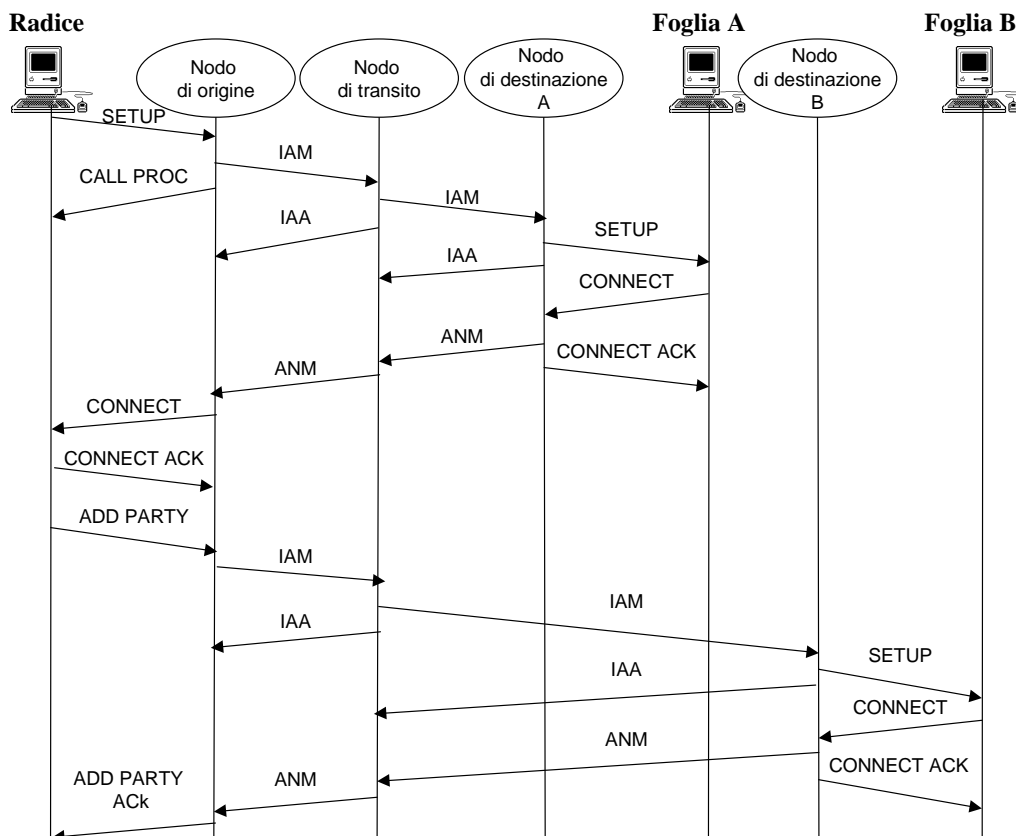 Radice
Foglia A
Foglia B
Nodo
di origine
Nodo
di transito
Nodo
di destinazione
A
Nodo
di destinazione
B
SETUP
IAM
CALL PROC
IAM
IAA
SETUP
IAA
CONNECT
ANM
CONNECT ACK
ANM
CONNECT
CONNECT ACK
ADD PARTY
IAM
IAM
IAA
SETUP
IAA
CONNECT
ANM
CONNECT ACK
ADD PARTY
ACk
ANM